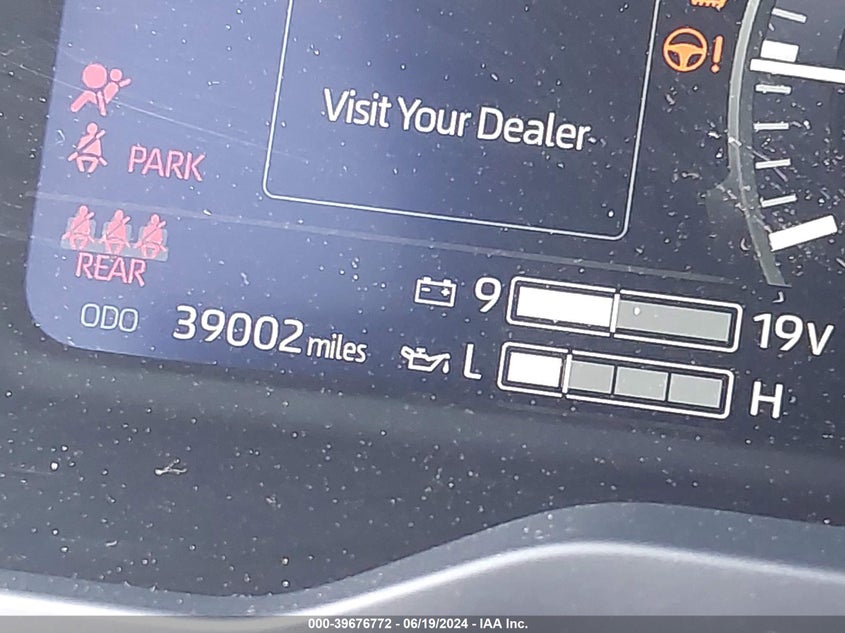 Visit Your Dealer
PARK
REAR
ODO 39002 miles
9 19V
L H
000-39676772 - 06/19/2024 - IAA Inc.